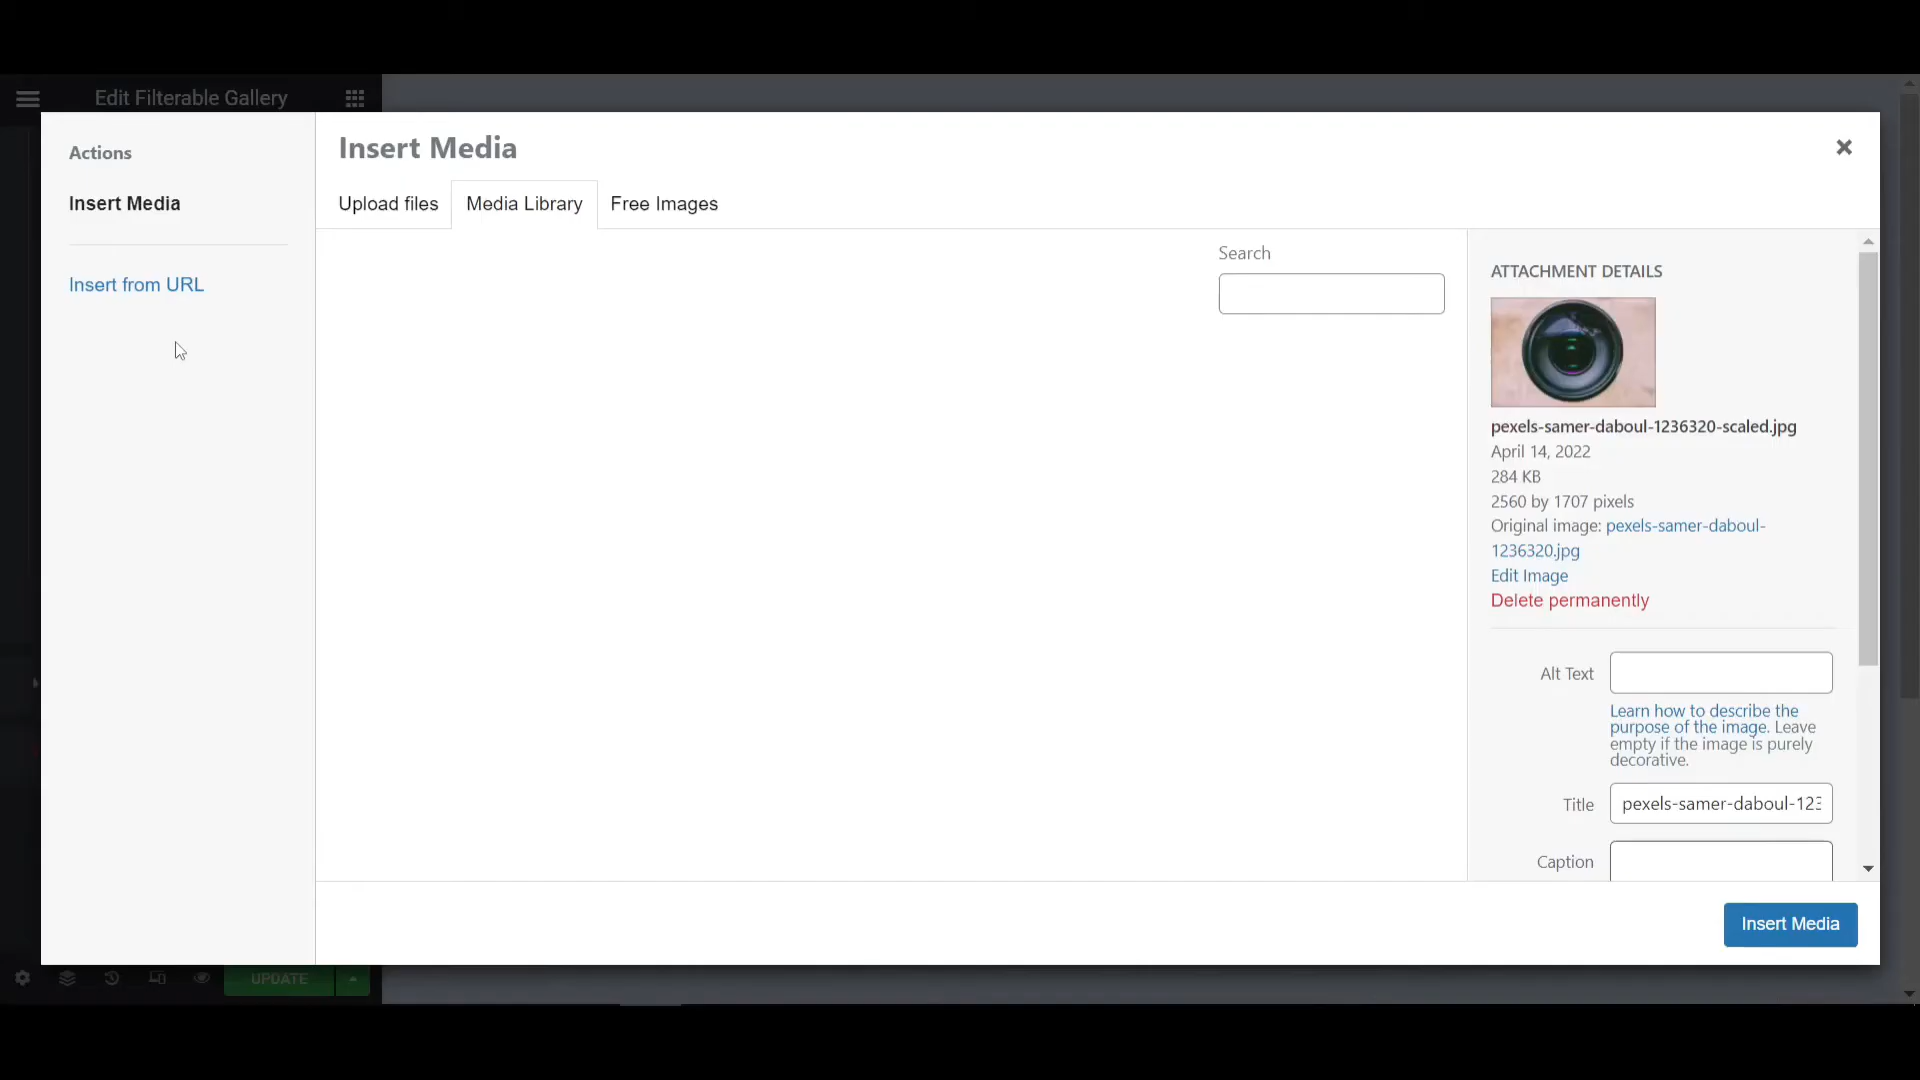 Edit Filterable Gallery
Actions
Insert Media
Insert from URL
Insert Media
Upload files
Media Library
Free Images
Search
ATTACHMENT DETAILS
pexels-samer-daboul-1236320-scaled.jpg
April 14, 2022
284 KB
2560 by 1707 pixels
Original image: pexels-samer-daboul-
1236320.jpg
Edit Image
Delete permanently
Alt Text
Learn how to describe the
purpose of the image. Leave
empty if the image is purely
decorative.
Title
pexels-samer-daboul-123
Caption
Insert Media
UPDATE